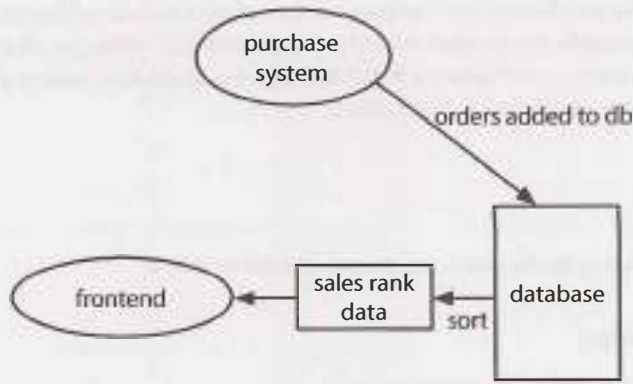 purchase
system
orders added to db
database
sort
sales rank
data
frontend